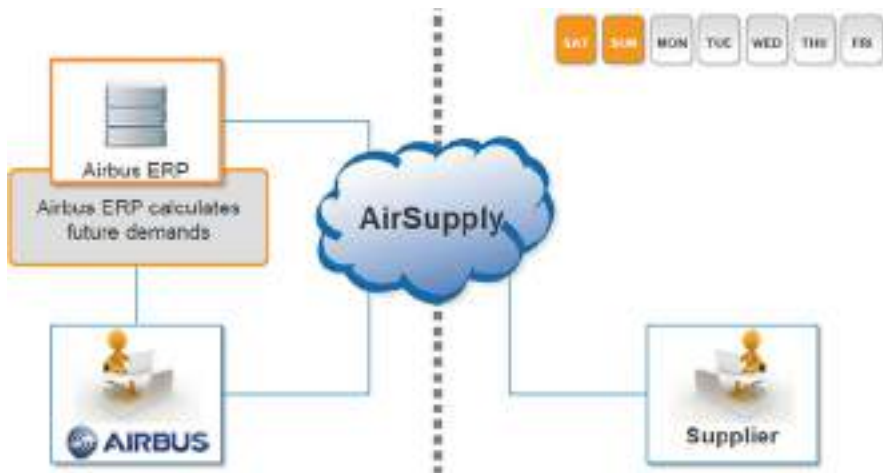 SAT SUN MON TUE WED THU FRI
Airbus ERP
Airbus ERP calculates
future demands
AirSupply
AIRBUS
Supplier